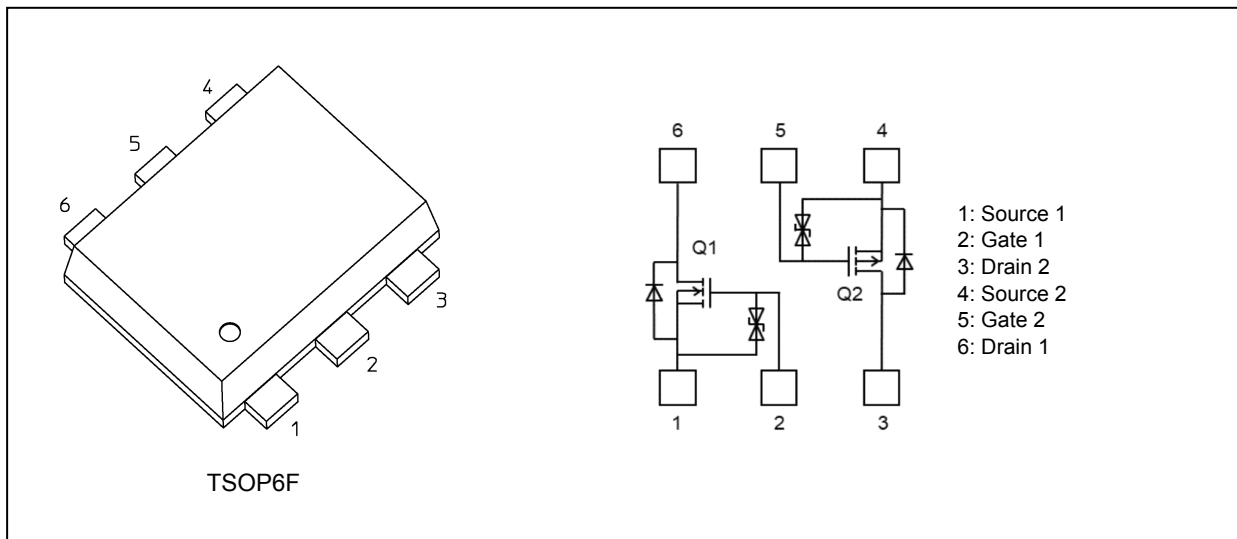 4
5
6
3
2
1
TSOP6F
6 5 4
Q1
Q2
1 2 3
1: Source 1
2: Gate 1
3: Drain 2
4: Source 2
5: Gate 2
6: Drain 1